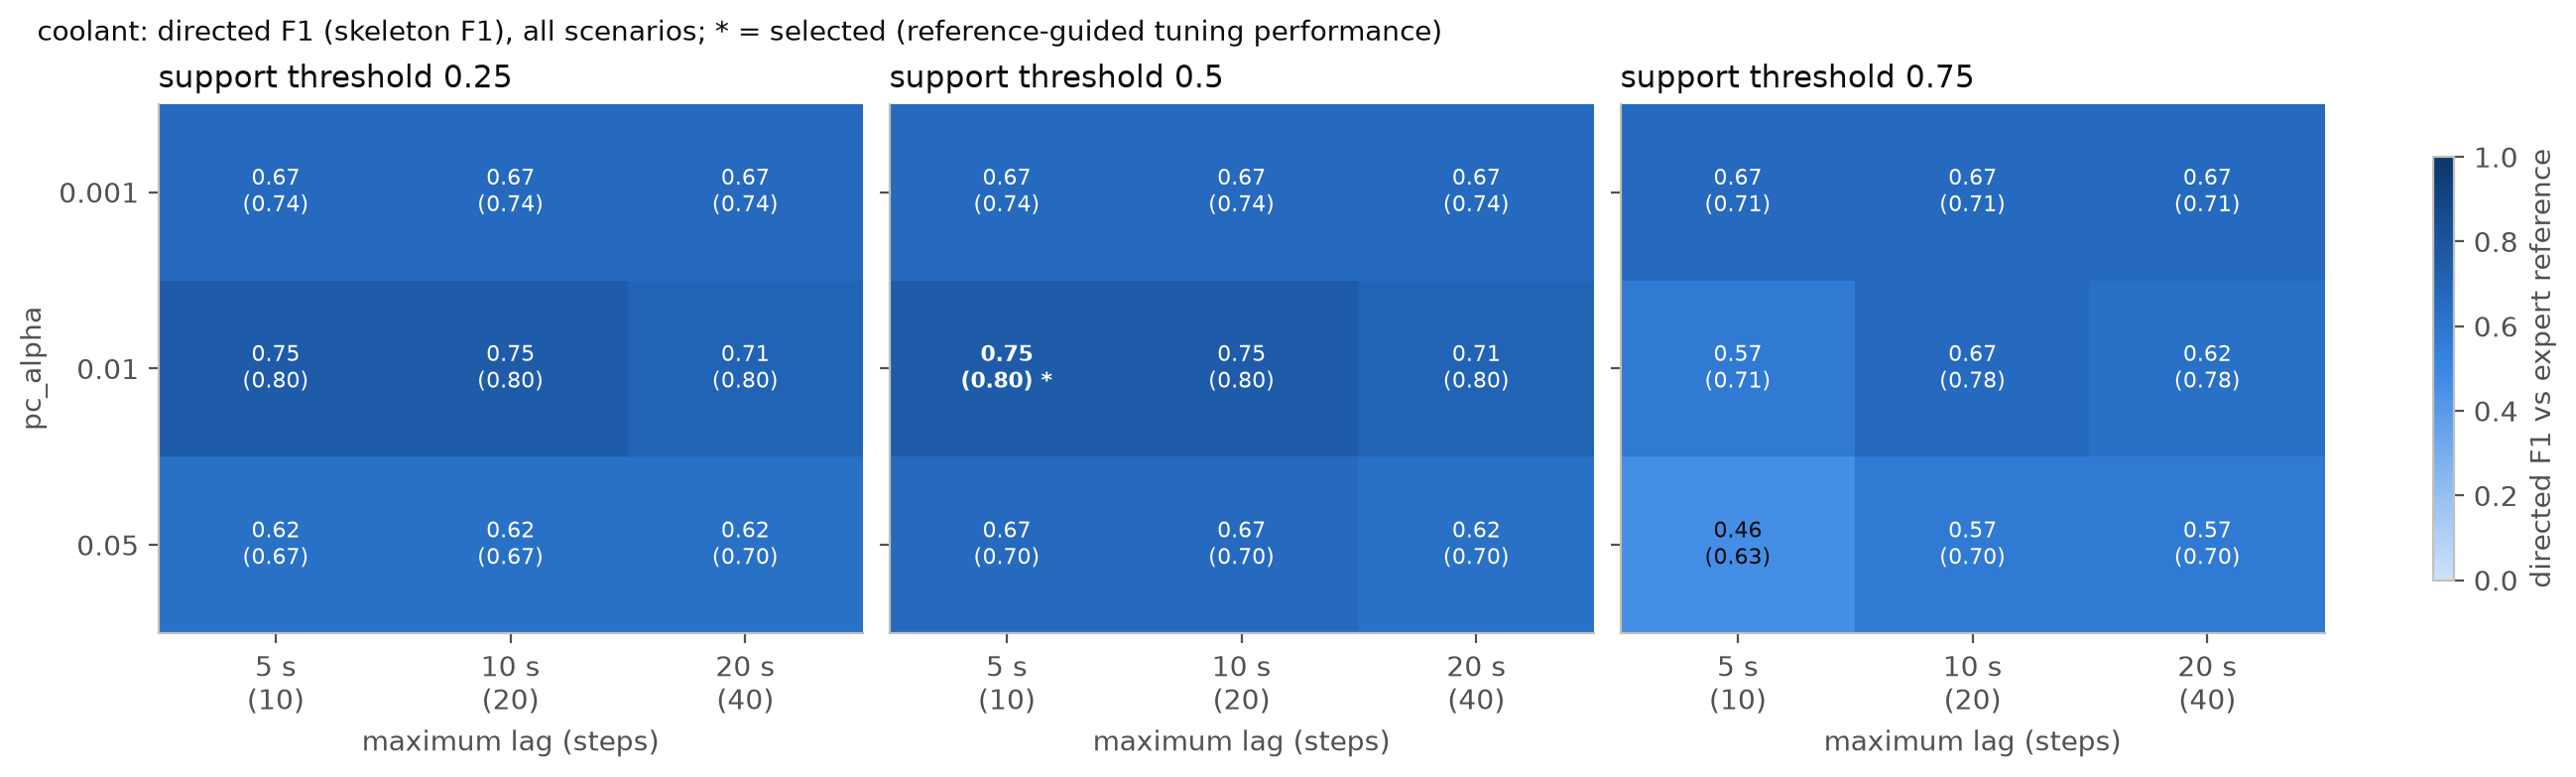 coolant: directed F1 (skeleton F1), all scenarios; * = selected (reference-guided tuning performance)
support threshold 0.25
support threshold 0.5
support threshold 0.75
pc_alpha
0.001
0.67 0.67 0.67
(0.74) (0.74) (0.74)
0.67 0.67 0.67
(0.74) (0.74) (0.74)
0.67 0.67 0.67
(0.71) (0.71) (0.71)
0.01
0.75 0.75 0.71
(0.80) (0.80) (0.80)
0.75 0.75 0.71
(0.80) * (0.80) (0.80)
0.57 0.67 0.62
(0.71) (0.78) (0.78)
0.05
0.62 0.62 0.62
(0.67) (0.67) (0.70)
0.67 0.67 0.62
(0.70) (0.70) (0.70)
0.46 0.57 0.57
(0.63) (0.70) (0.70)
5 s 10 s 20 s
(10) (20) (40)
maximum lag (steps)
5 s 10 s 20 s
(10) (20) (40)
maximum lag (steps)
5 s 10 s 20 s
(10) (20) (40)
maximum lag (steps)
1.0
0.8
0.6
0.4
0.2
0.0
directed F1 vs expert reference